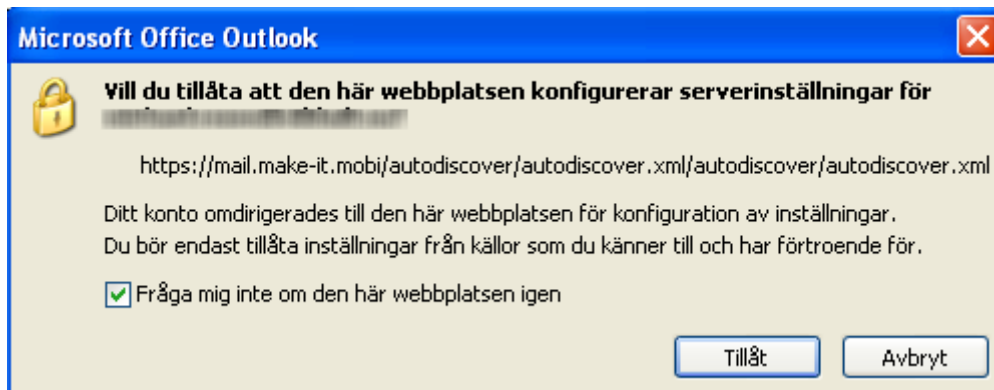 Microsoft Office Outlook
Vill du tillåta att den här webbplatsen konfigurerar serverinställningar för
https://mail.make-it.mobi/autodiscover/autodiscover.xml/autodiscover/autodiscover.xml
Ditt konto omdirigerades till den här webbplatsen för konfiguration av inställningar.
Du bör endast tillåta inställningar från källor som du känner till och har förtroende för.
Fråga mig inte om den här webbplatsen igen
Tillåt Avbryt